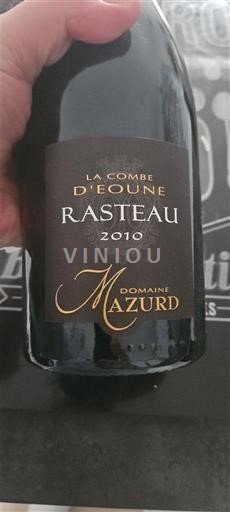 LA COMBE
D'EOUNE
RASTEAU
2010
VINIOU
DOMAINE
MAZURD